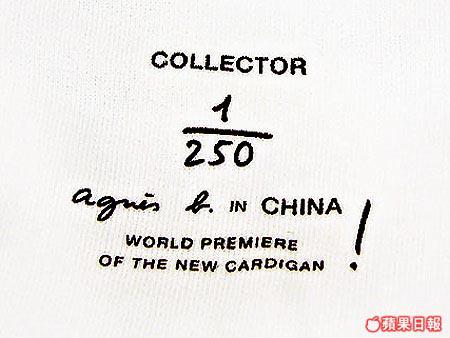 COLLECTOR
1
250
agnès b. IN CHINA !
WORLD PREMIERE
OF THE NEW CARDIGAN
蘋果日報